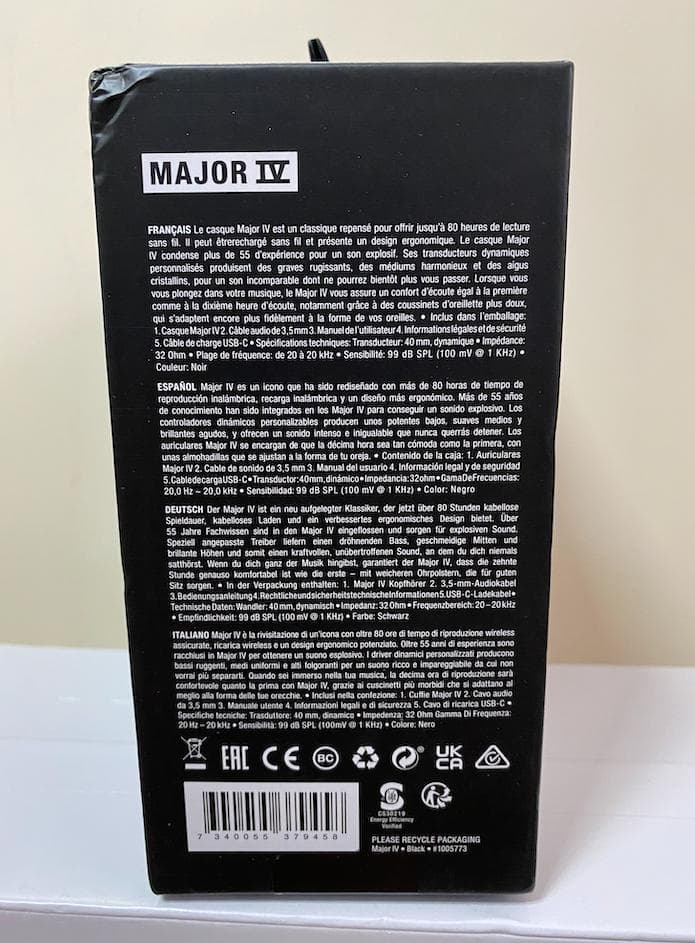 MAJOR IV
FRANÇAIS Le casque Major IV est un classique repensé pour offrir jusqu'à 80 heures de lecture
sans fil. Il peut êtrerechargé sans fil et présente un design ergonomique. Le casque Major
IV condense plus de 55 d'expérience pour un son explosif. Ses transducteurs dynamiques
personnalisés produisent des graves rugissants, des médiums harmonieux et des aigus
cristallins, pour un son incomparable dont ne pourrez bientôt plus vous passer. Lorsque vous
vous plongez dans votre musique, le Major IV vous assure un confort d'écoute égal à la première
comme à la dixième heure d'écoute, notamment grâce à des coussinets d'oreillette plus doux,
qui s'adaptent encore plus fidèlement à la forme de vos oreilles. • Inclus dans l'emballage:
1. Casque Major IV 2. Câble audio de 3,5 mm 3. Manuel de l'utilisateur 4. Informations légales et de sécurité
5. Câble de charge USB-C • Spécifications techniques: Transducteur: 40 mm, dynamique • Impédance:
32 Ohm • Plage de fréquence: de 20 à 20 kHz • Sensibilité: 99 dB SPL (100 mV @ 1 KHz) •
Couleur: Noir
ESPAÑOL Major IV es un icono que ha sido rediseñado con más de 80 horas de tiempo de
reproducción inalámbrica, recarga inalámbrica y un diseño más ergonómico. Más de 55 años
de conocimiento han sido integrados en los Major IV para conseguir un sonido explosivo. Los
controladores dinámicos personalizables producen unos potentes bajos, suaves medios y
brillantes agudos, y ofrecen un sonido intenso e inigualable que nunca querrás detener. Los
auriculares Major IV se encargan de que la décima hora sea tan cómoda como la primera, con
unas almohadillas que se ajustan a la forma de tu oreja. • Contenido de la caja: 1. Auriculares
Major IV 2. Cable de sonido de 3,5 mm 3. Manual del usuario 4. Información legal y de seguridad
5.CabledecargaUSB-C•Transductor:40mm,dinámico•Impedancia:32ohm•GamaDeFrecuencias:
20,0 Hz – 20,0 kHz • Sensibilidad: 99 dB SPL (100 mV @ 1 KHz) • Color: Negro
DEUTSCH Der Major IV ist ein neu aufgelegter Klassiker, der jetzt über 80 Stunden kabellose
Spieldauer, kabelloses Laden und ein verbessertes ergonomisches Design bietet. Über
55 Jahre Fachwissen sind in den Major IV eingeflossen und sorgen für explosiven Sound.
Speziell angepasste Treiber liefern einen dröhnenden Bass, geschmeidige Mitten und
brillante Höhen und somit einen kraftvollen, unübertroffenen Sound, an dem du dich niemals
satthörst. Wenn du dich ganz der Musik hingibst, garantiert der Major IV, dass die zehnte
Stunde genauso komfortabel ist wie die erste – mit weicheren Ohrpolstern, die für guten
Sitz sorgen. • In der Verpackung enthalten: 1. Major IV Kopfhörer 2. 3,5-mm-Audiokabel
3.Bedienungsanleitung4.RechtlicheundsicherheitstechnischeInformationen5.USB-C-Ladekabel•
Technische Daten: Wandler: 40 mm, dynamisch • Impedanz: 32 Ohm • Frequenzbereich: 20 – 20 kHz
• Empfindlichkeit: 99 dB SPL (100 mV @ 1 KHz) • Farbe: Schwarz
ITALIANO Major IV è la rivisitazione di un'icona con oltre 80 ore di tempo di riproduzione wireless
assicurate, ricarica wireless e un design ergonomico potenziato. Oltre 55 anni di esperienza sono
racchiusi in Major IV per ottenere un suono esplosivo. I driver dinamici personalizzati producono
bassi ruggenti, medi uniformi e alti folgoranti per un suono ricco e impareggiabile da cui non
vorrai più separarti. Quando sei immerso nella tua musica, la decima ora di riproduzione sarà
confortevole quanto la prima con Major IV, grazie ai cuscinetti più morbidi che si adattano al
meglio alla forma delle tue orecchie. • Inclusi nella confezione: 1. Cuffie Major IV 2. Cavo audio
da 3,5 mm 3. Manuale utente 4. Informazioni legali e di sicurezza 5. Cavo di ricarica USB-C •
Specifiche tecniche: Trasduttore: 40 mm, dinamico • Impedenza: 32 Ohm Gamma Di Frequenza:
20 Hz – 20 kHz • Sensibilità: 99 dB SPL (100mV @ 1 KHz) • Colore: Nero
EAC CE BC ® UK CA
7 340055 379458
C630219
Energy Efficiency
Verified
PLEASE RECYCLE PACKAGING
Major IV • Black • #1005773